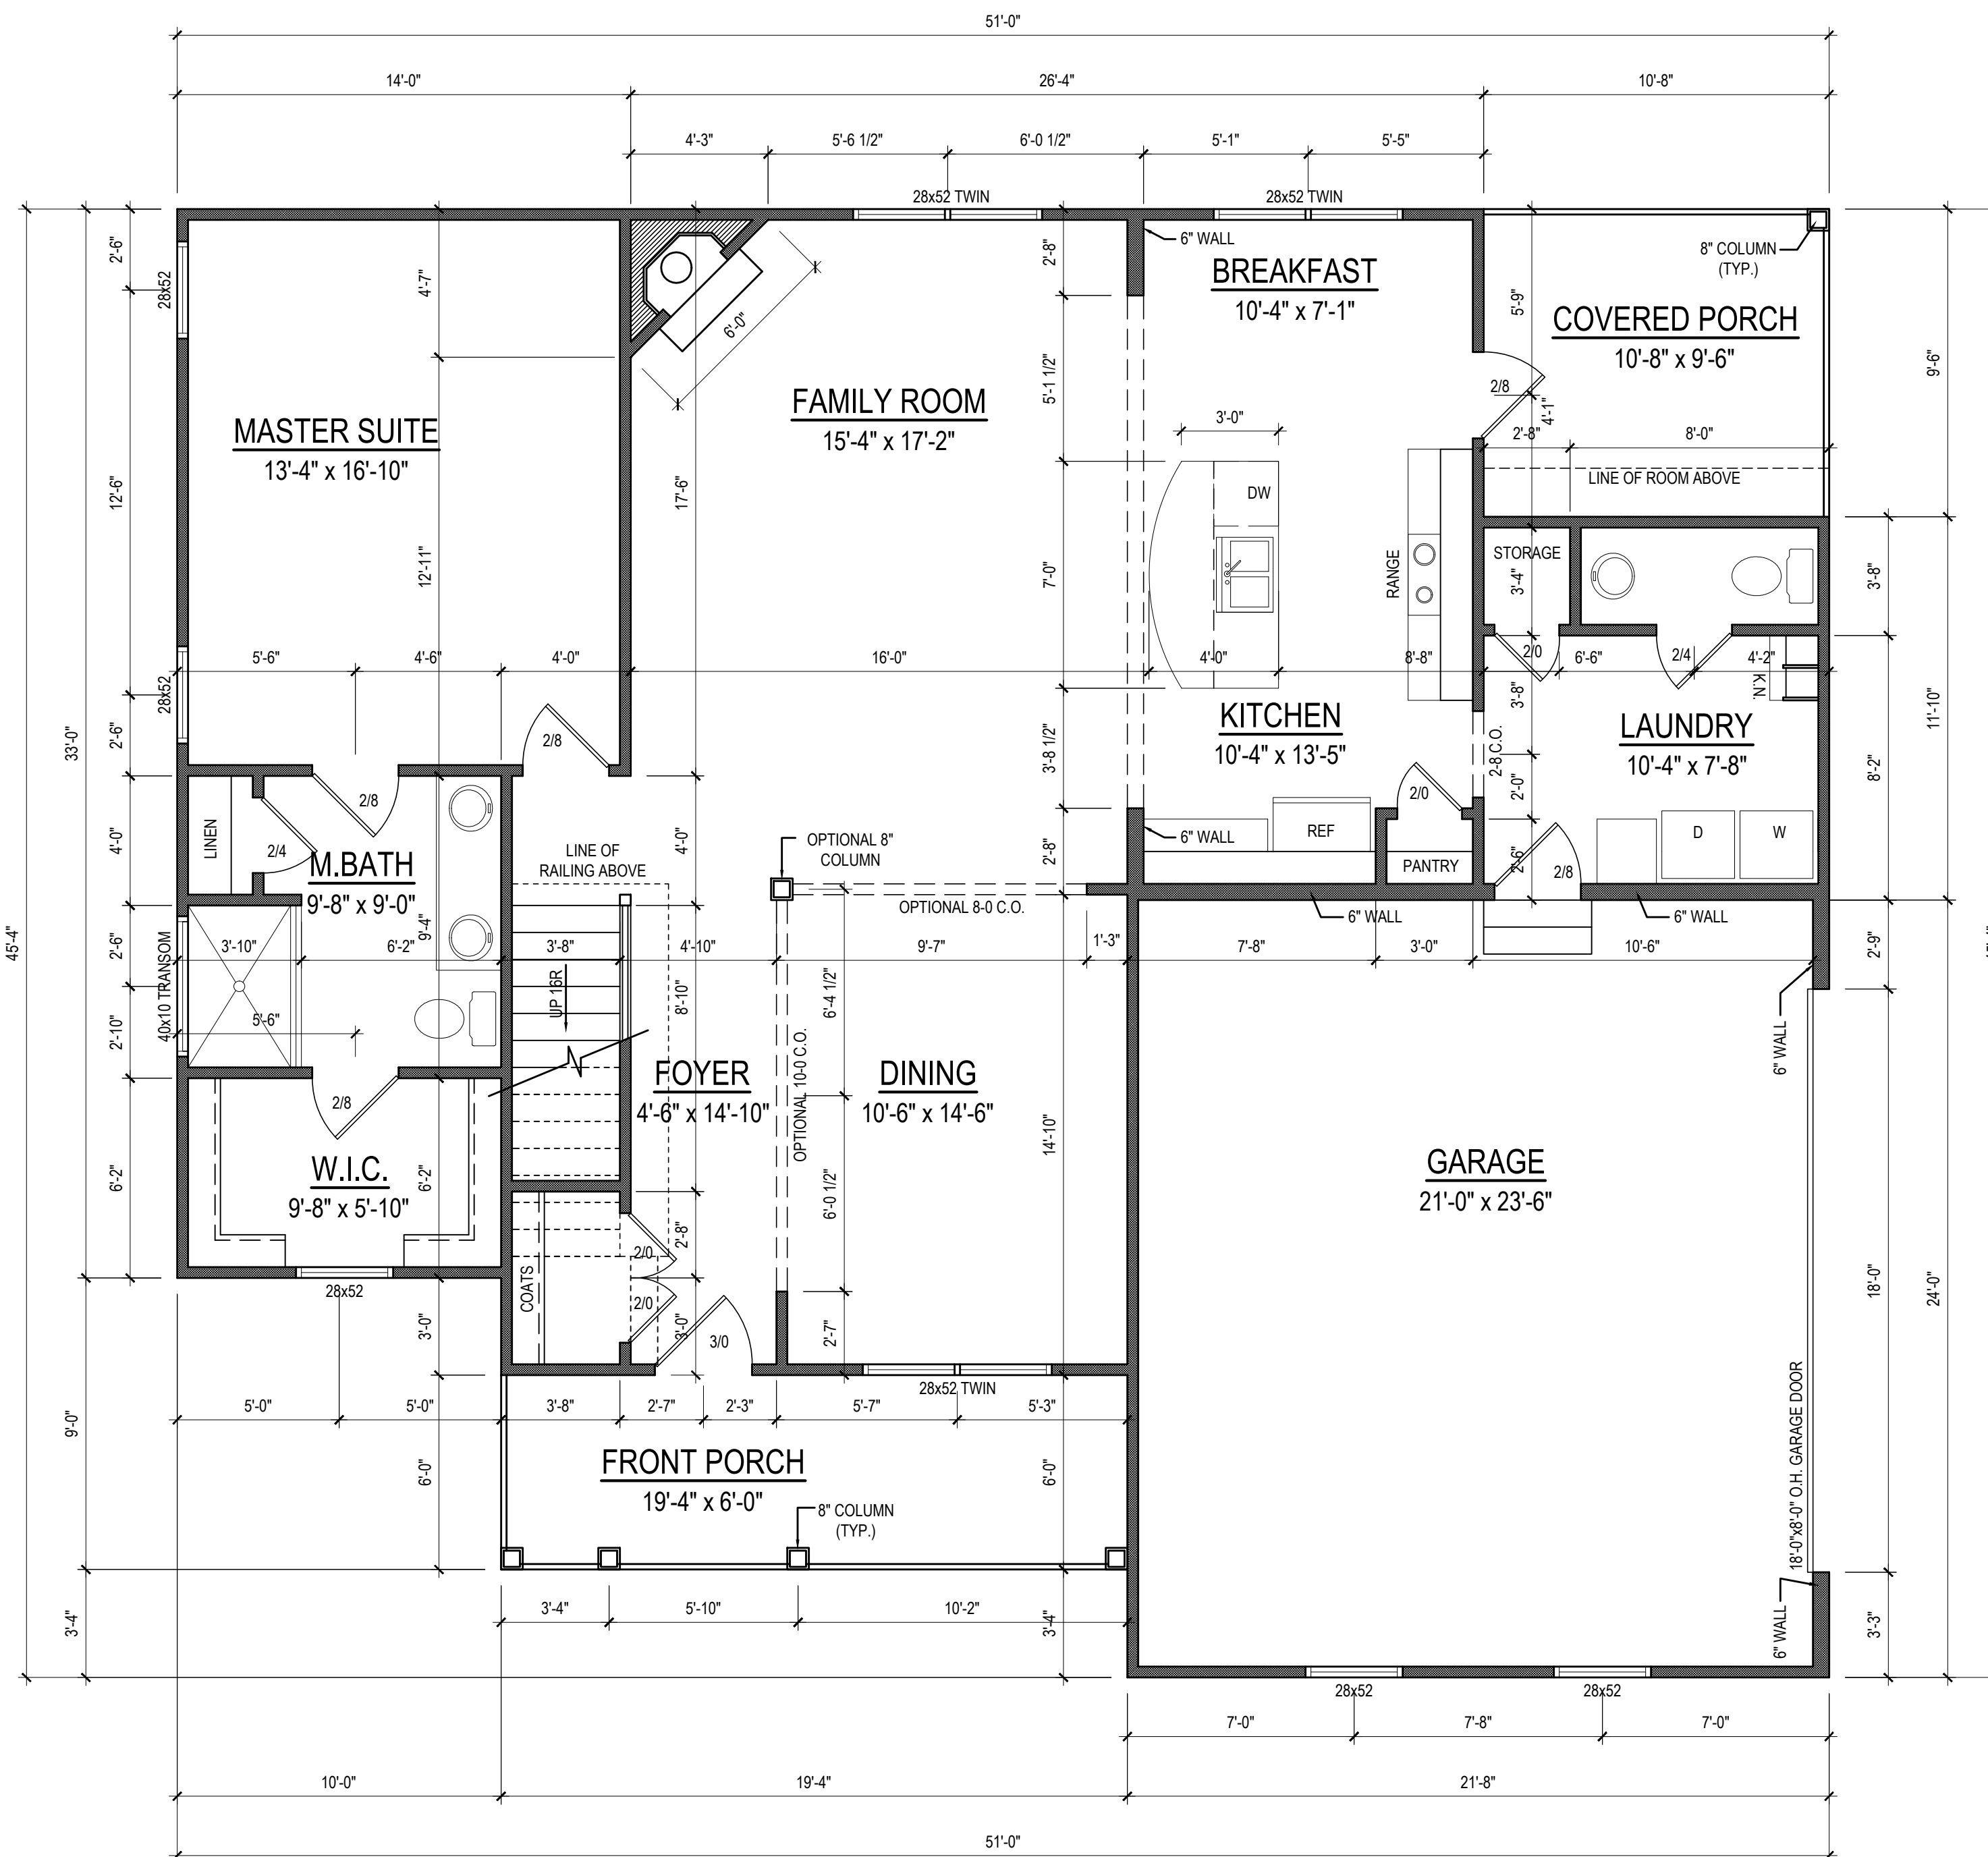 51'-0"
14'-0"
26'-4"
10'-8"
4'-3"
5'-6 1/2"
6'-0 1/2"
5'-1"
5'-5"
28x52 TWIN
28x52 TWIN
2'-6"
28x52
4'-7"
6'-0"
2'-8"
6" WALL
BREAKFAST
10'-4" x 7'-1"
5'-9"
8" COLUMN
(TYP.)
COVERED PORCH
10'-8" x 9'-6"
9'-6"
MASTER SUITE
13'-4" x 16'-10"
FAMILY ROOM
15'-4" x 17'-2"
5'-1 1/2"
3'-0"
2/8
4'-1"
2'-8"
8'-0"
LINE OF ROOM ABOVE
12'-6"
17'-6"
DW
12'-11"
7'-0"
RANGE
STORAGE
3'-4"
3'-8"
5'-6"
4'-6"
4'-0"
16'-0"
4'-0"
8'-8"
2/0
6'-6"
2/4
4'-2"
K.N.
28x52
2'-6"
33'-0"
2/8
3'-8 1/2"
KITCHEN
10'-4" x 13'-5"
3'-8"
2-8 C.O.
LAUNDRY
10'-4" x 7'-8"
11'-10"
8'-2"
2/8
2/0
2'-0"
4'-0"
LINEN
2/4
M.BATH
9'-8" x 9'-0"
LINE OF
RAILING ABOVE
4'-0"
OPTIONAL 8"
COLUMN
2'-8"
6" WALL
REF
PANTRY
2'-6"
2/8
D
W
45'-4"
OPTIONAL 8-0 C.O.
6" WALL
6" WALL
2'-6"
40x10 TRANSOM
3'-10"
6'-2"
9'-4"
3'-8"
4'-10"
9'-7"
1'-3"
7'-8"
3'-0"
10'-6"
2'-9"
UP 16R
8'-10"
6'-4 1/2"
2'-10"
5'-6"
6" WALL
OPTIONAL 10-0 C.O.
FOYER
4'-6" x 14'-10"
DINING
10'-6" x 14'-6"
2/8
14'-10"
GARAGE
21'-0" x 23'-6"
6'-2"
W.I.C.
9'-8" x 5'-10"
6'-2"
6'-0 1/2"
2'-8"
2/0
COATS
2/0
28x52
3'-0"
3'-0"
3/0
2'-7"
18'-0"
24'-0"
28x52 TWIN
5'-0"
5'-0"
3'-8"
2'-7"
2'-3"
5'-7"
5'-3"
9'-0"
6'-0"
FRONT PORCH
19'-4" x 6'-0"
6'-0"
8" COLUMN
(TYP.)
18'-0"x8'-0" O.H. GARAGE DOOR
3'-4"
3'-4"
5'-10"
10'-2"
3'-4"
6" WALL
3'-3"
28x52
28x52
7'-0"
7'-8"
7'-0"
10'-0"
19'-4"
21'-8"
51'-0"